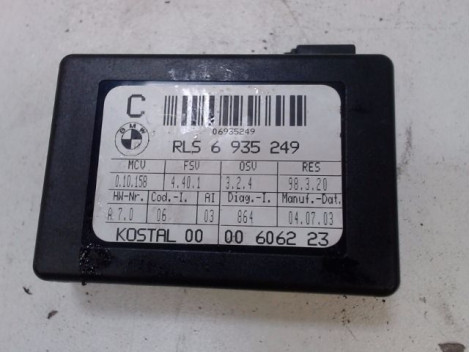 C
06935249
BMW
RLS 6 935 249
MCV FSV OSV RES
0.10.158 4.40.1 3.2.4 98.3.20
HW-Nr. Cod.-I. AI Diag.-I. Manuf.-Dat.
R 7.0 06 03 864 04.07.03
KOSTAL 00 00 6062 23